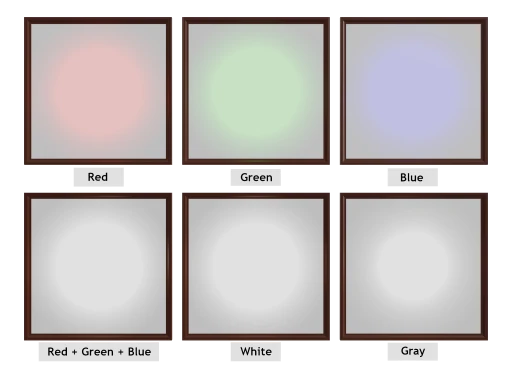 Red
Green
Blue
Red + Green + Blue
White
Gray